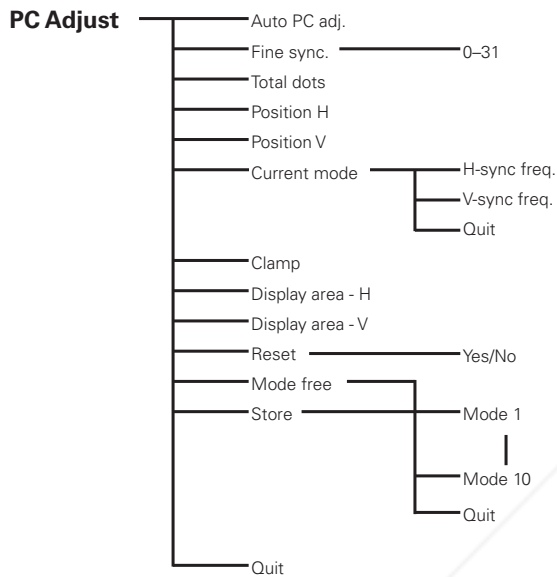 PC Adjust
Auto PC adj.
Fine sync.
0–31
Total dots
Position H
Position V
Current mode
H-sync freq.
V-sync freq.
Quit
Clamp
Display area - H
Display area - V
Reset
Yes/No
Mode free
Store
Mode 1
Mode 10
Quit
Quit